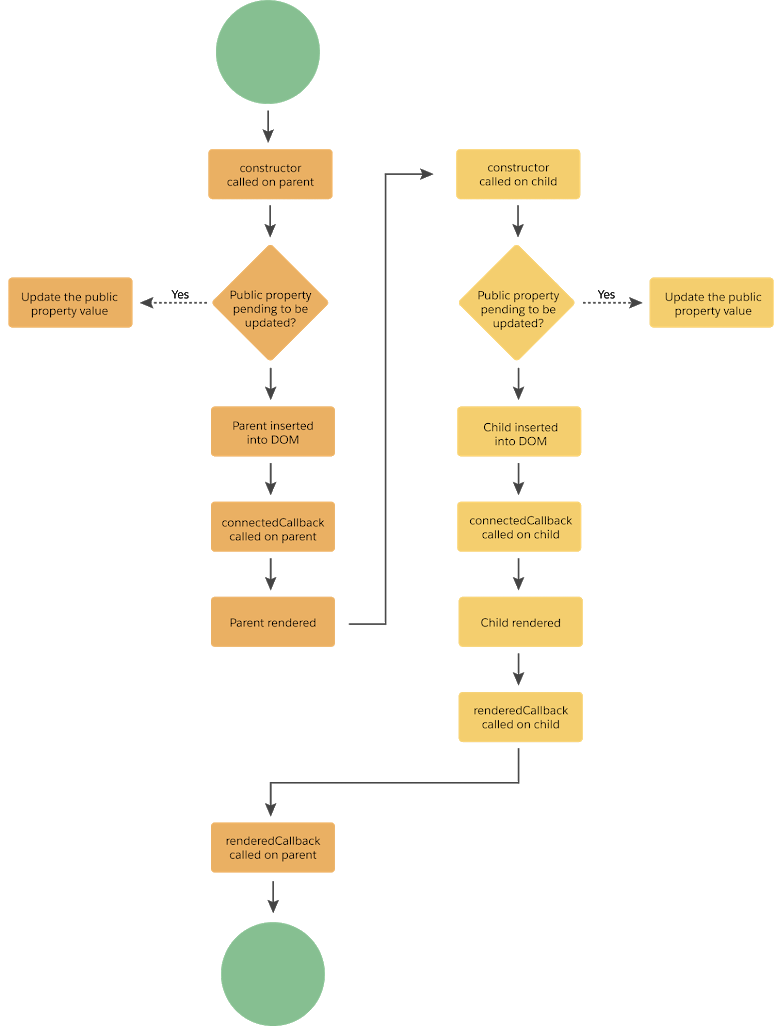 constructor
called on parent
Public property
pending to be
updated?
Yes
Update the public
property value
Parent inserted
into DOM
connectedCallback
called on parent
Parent rendered
constructor
called on child
Public property
pending to be
updated?
Yes
Update the public
property value
Child inserted
into DOM
connectedCallback
called on child
Child rendered
renderedCallback
called on child
renderedCallback
called on parent